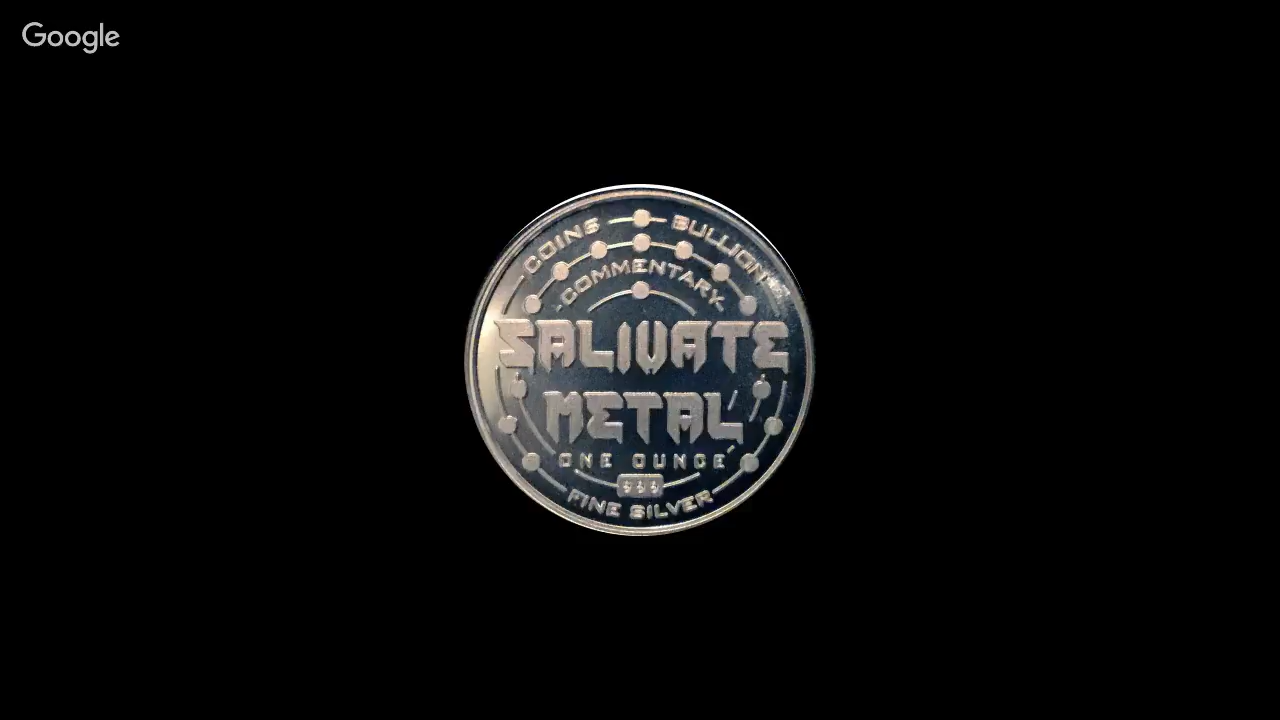 Google
COINS BULLION
COMMENTARY
SALIVATE
METAL
ONE OUNCE
FINE SILVER